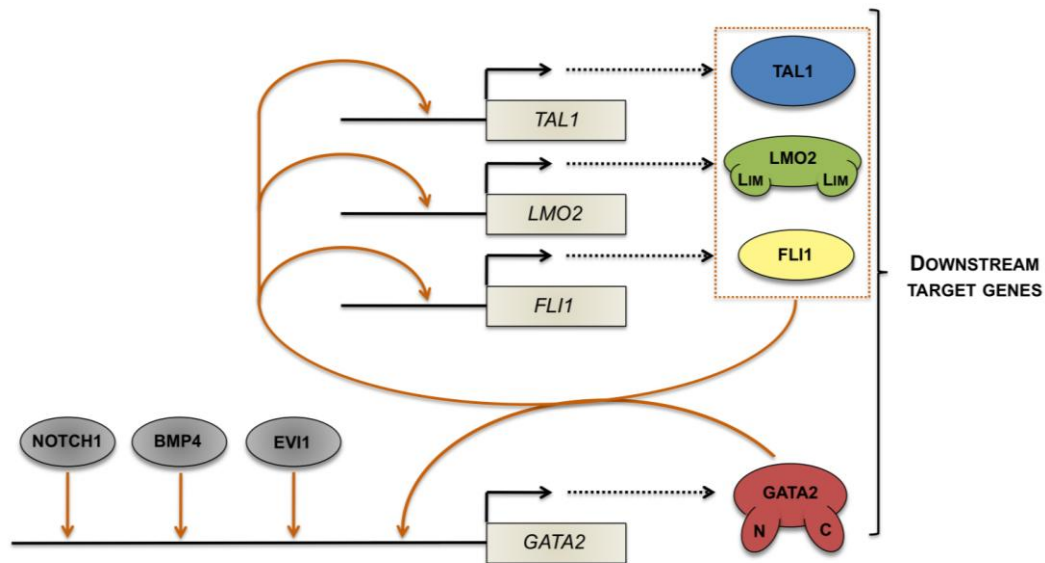 TAL1
TAL1
LMO2
LIM LIM
LMO2
FLI1
FLI1
DOWNSTREAM
TARGET GENES
NOTCH1 BMP4 EVI1
GATA2
N C
GATA2